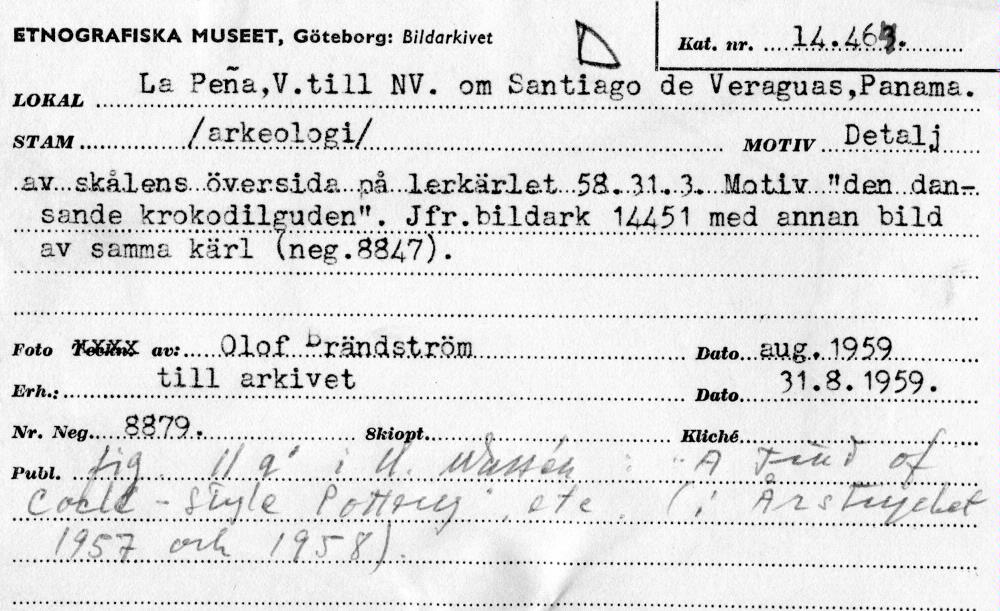 ETNOGRAFISKA MUSEET, Göteborg: Bildarkivet
Kat. nr. 14.46
LOKAL La Peña,V.till NV. om Santiago de Veraguas,Panama.
STAM /arkeologi/ MOTIV Detalj
av skålens översida på lerkärlet 58.31.3. Motiv "den dan-
sande krokodilguden". Jfr.bildark 14451 med annan bild
av samma kärl (neg.8847).
Foto av: Olof Brändström Dato aug. 1959
Erh.: till arkivet Dato 31.8.1959.
Nr. Neg. 8879. Skiopt. Kliché
Publ. fig. i H. Wassén: "A Find of
Coclé-Style Pottery" etc. (i Årstrycket
1957 och 1958).